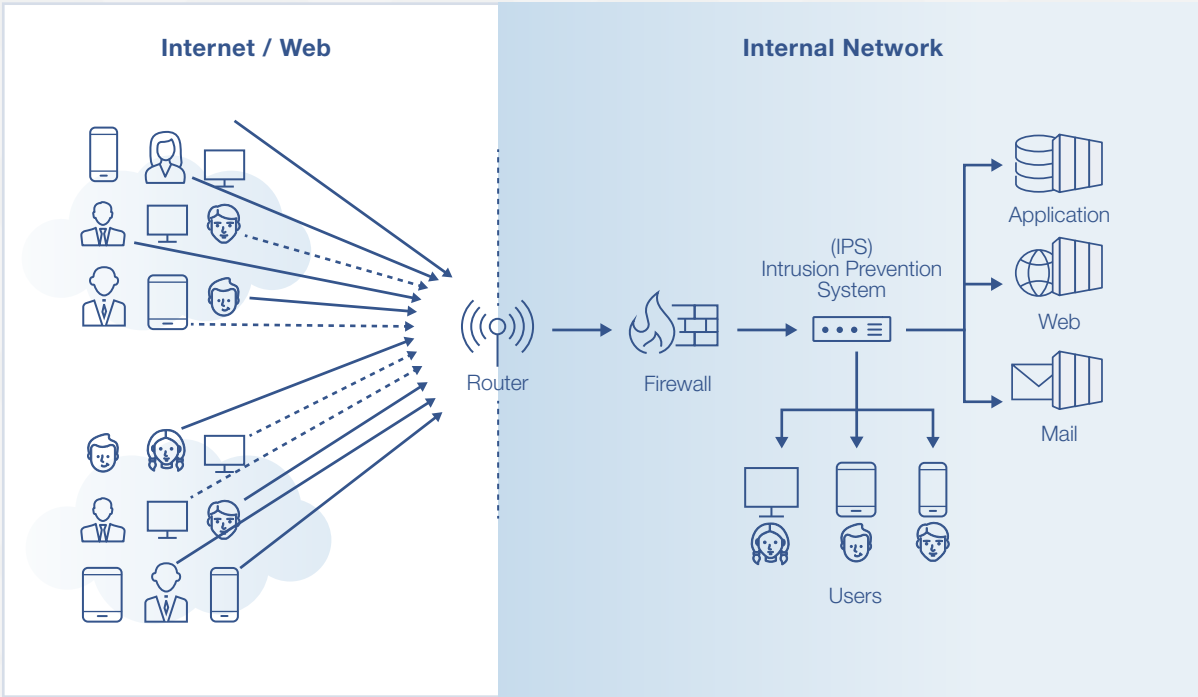 Internet / Web
Internal Network
(IPS)
Intrusion Prevention
System
Application
Web
Router
Firewall
Mail
Users